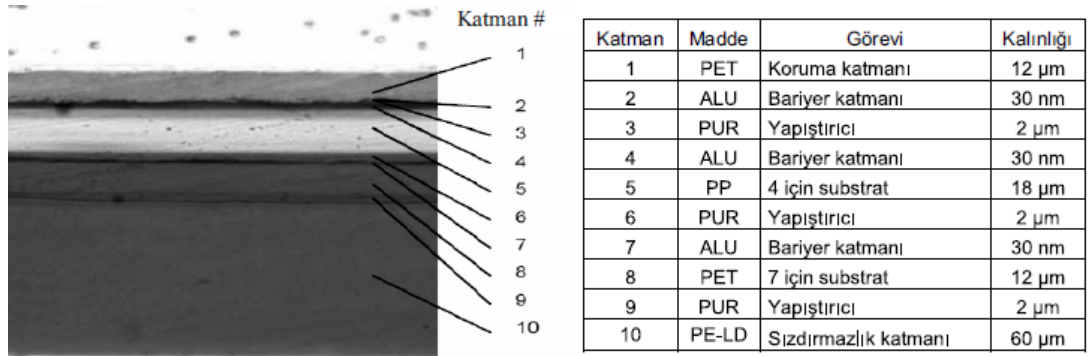 Katman #
1
2
3
4
5
6
7
8
9
10
Katman Madde Görevi Kalınlığı
1 PET Koruma katmanı 12 µm
2 ALU Bariyer katmanı 30 nm
3 PUR Yapıştırıcı 2 µm
4 ALU Bariyer katmanı 30 nm
5 PP 4 için substrat 18 µm
6 PUR Yapıştırıcı 2 µm
7 ALU Bariyer katmanı 30 nm
8 PET 7 için substrat 12 µm
9 PUR Yapıştırıcı 2 µm
10 PE-LD Sızdırmazlık katmanı 60 µm